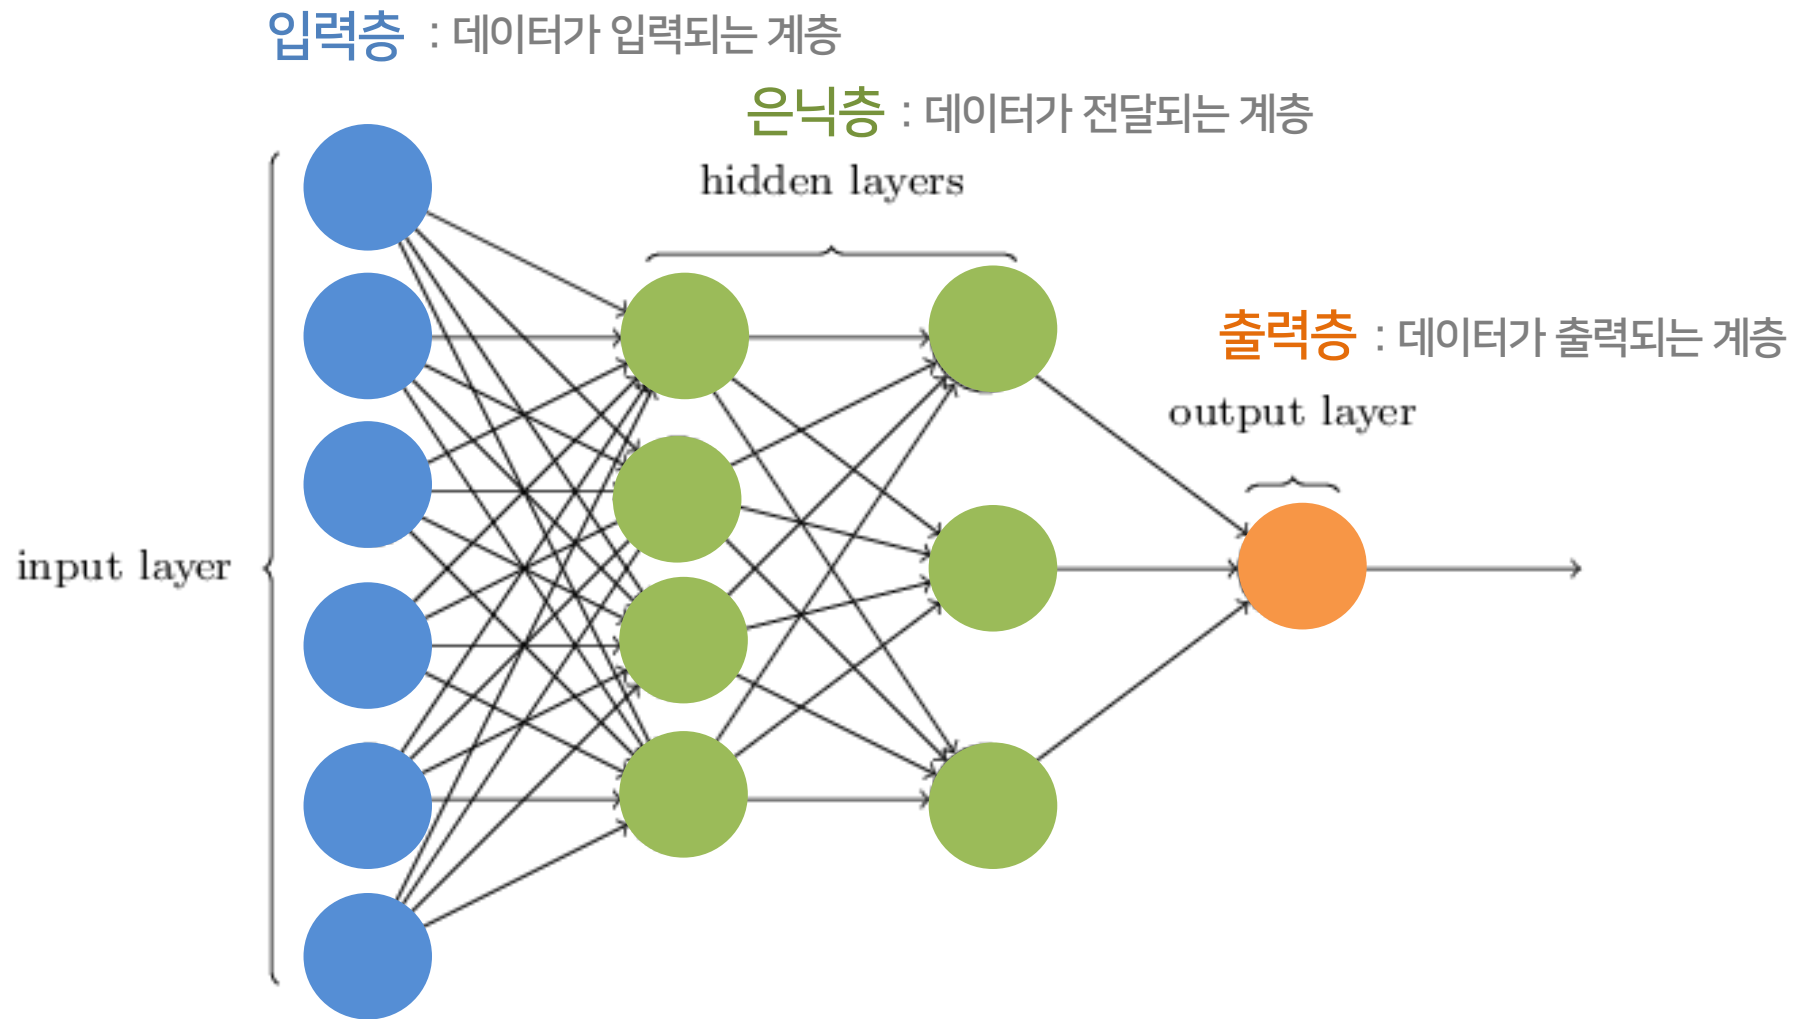 입력층 : 데이터가 입력되는 계층
은닉층 : 데이터가 전달되는 계층
hidden layers
출력층 : 데이터가 출력되는 계층
output layer
input layer